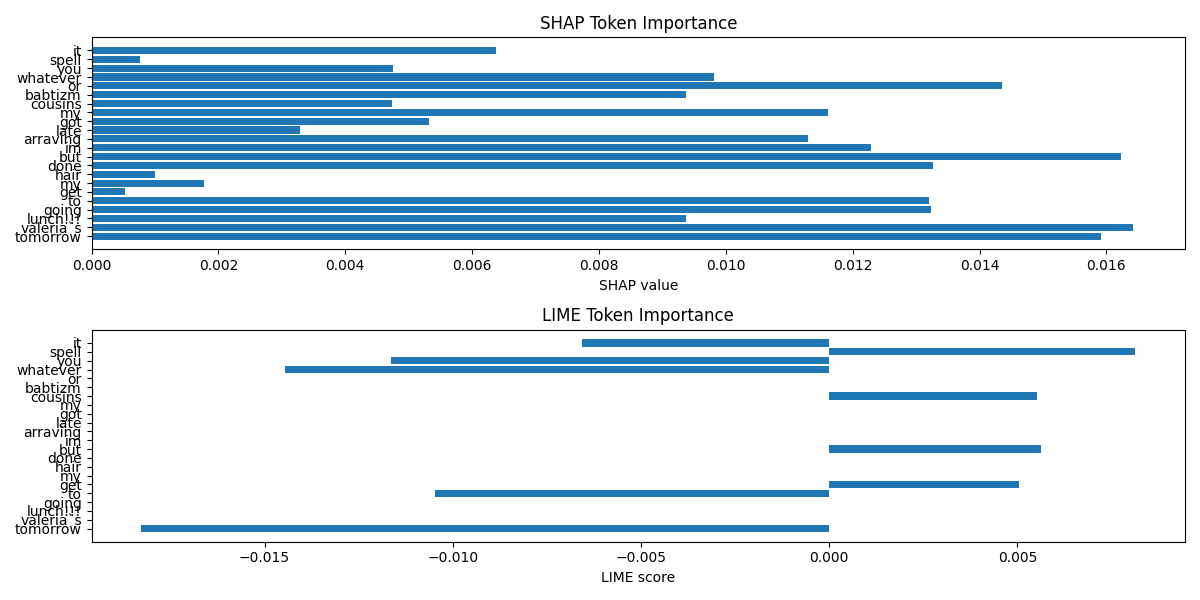 SHAP Token Importance
it
spell
you
whatever
or
babtizm
cousins
my
got
late
arraving
im
but
done
hair
my
get
to
going
lunch!!!
valeria`s
tomorrow
0.000 0.002 0.004 0.006 0.008 0.010 0.012 0.014 0.016
SHAP value
LIME Token Importance
it
spell
you
whatever
or
babtizm
cousins
my
got
late
arraving
im
but
done
hair
my
get
to
going
lunch!!!
valeria`s
tomorrow
−0.015 −0.010 −0.005 0.000 0.005
LIME score